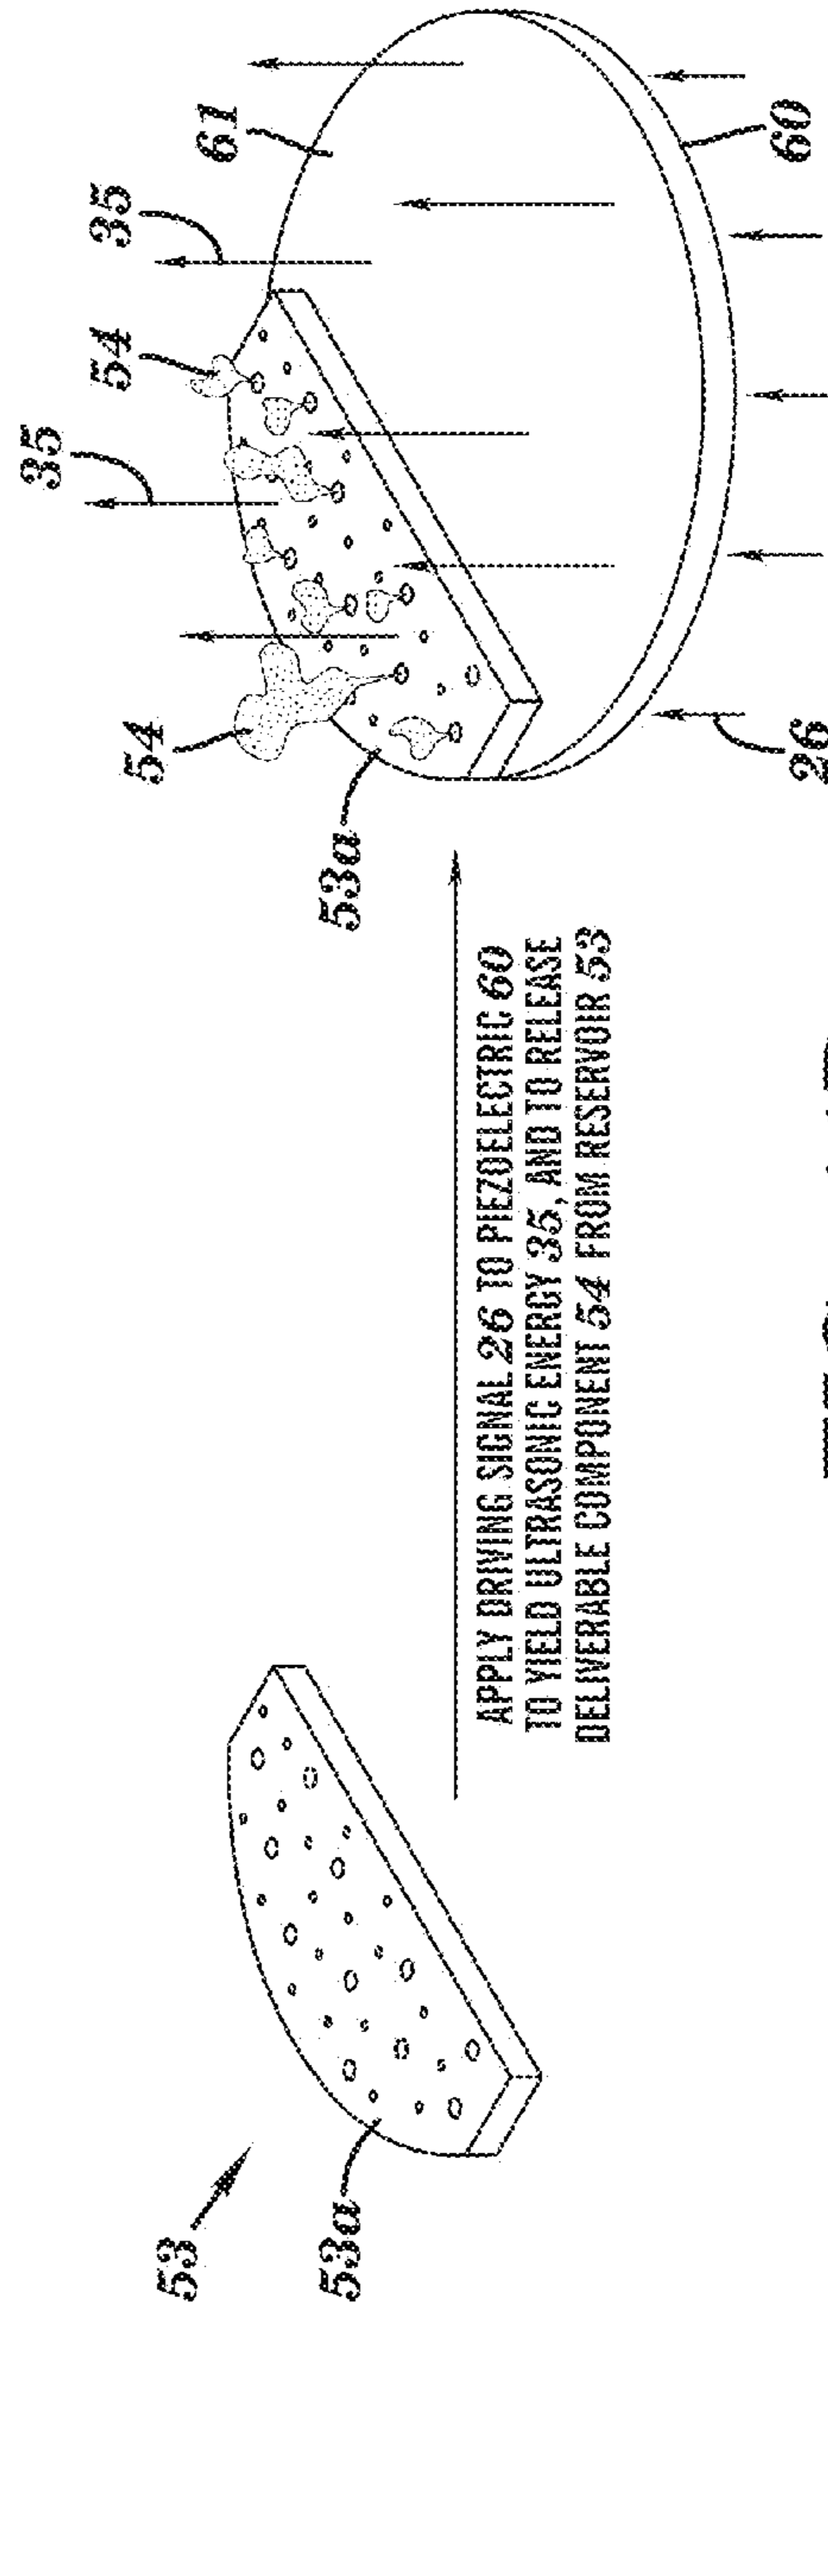 53
53a
APPLY DRIVING SIGNAL 26 TO PIEZOELECTRIC 60
TO YIELD ULTRASONIC ENERGY 35, AND TO RELEASE
DELIVERABLE COMPONENT 54 FROM RESERVOIR 53
53a
54
35
54
35
61
26
60